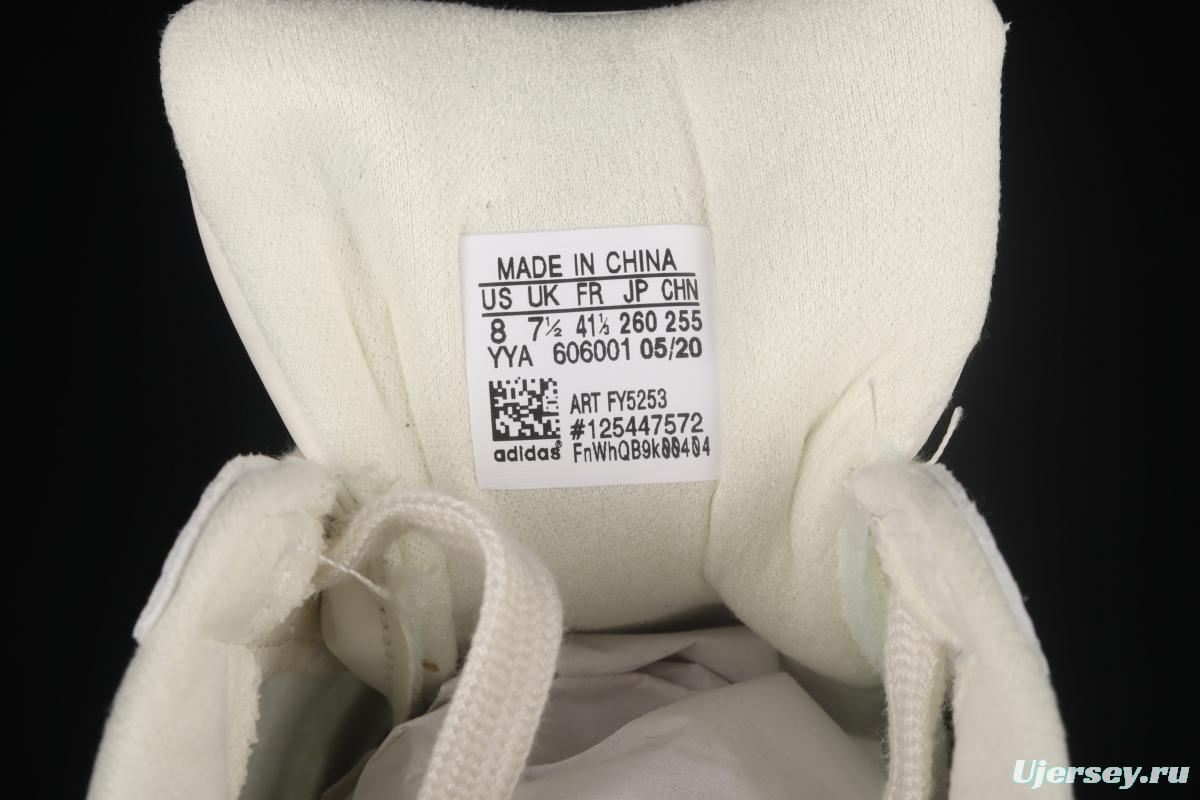 MADE IN CHINA
US UK FR JP CHN
8 7½ 41⅓ 260 255
YYA 606001 05/20
ART FY5253
#125447572
adidas® FnWhQB9k00404
Ujersey.ru